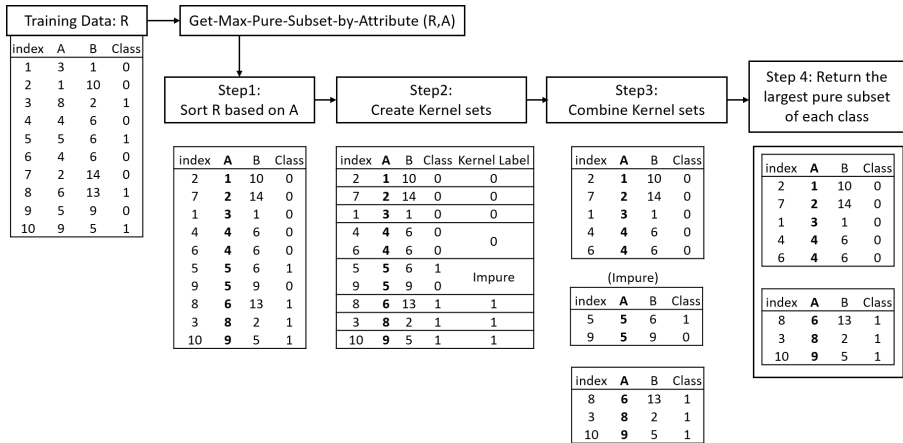 Training Data: R
index A B Class
1 3 1 0
2 1 10 0
3 8 2 1
4 4 6 0
5 5 6 1
6 4 6 0
7 2 14 0
8 6 13 1
9 5 9 0
10 9 5 1
Get-Max-Pure-Subset-by-Attribute (R,A)
Step1:
Sort R based on A
index A B Class
2 1 10 0
7 2 14 0
1 3 1 0
4 4 6 0
6 4 6 0
5 5 6 1
9 5 9 0
8 6 13 1
3 8 2 1
10 9 5 1
Step2:
Create Kernel sets
index A B Class Kernel Label
2 1 10 0 0
7 2 14 0 0
1 3 1 0 0
4 4 6 0
0
6 4 6 0
5 5 6 1
Impure
9 5 9 0
8 6 13 1 1
3 8 2 1 1
10 9 5 1 1
Step3:
Combine Kernel sets
index A B Class
2 1 10 0
7 2 14 0
1 3 1 0
4 4 6 0
6 4 6 0
(Impure)
index A B Class
5 5 6 1
9 5 9 0
index A B Class
8 6 13 1
3 8 2 1
10 9 5 1
Step 4: Return the
largest pure subset
of each class
index A B Class
2 1 10 0
7 2 14 0
1 3 1 0
4 4 6 0
6 4 6 0
index A B Class
8 6 13 1
3 8 2 1
10 9 5 1